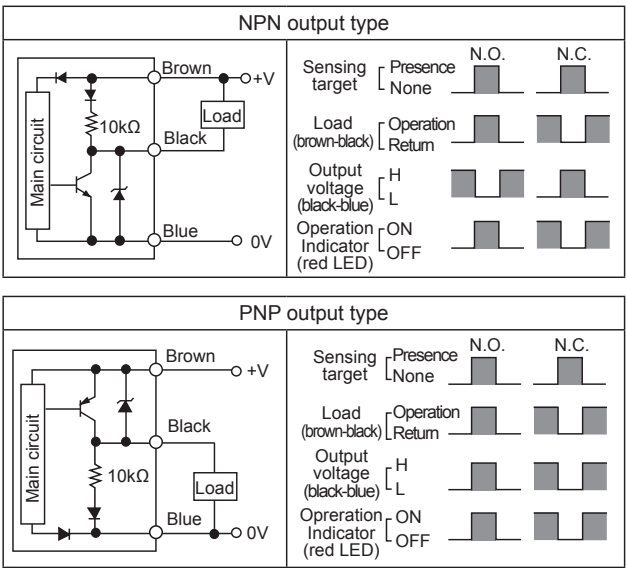 NPN output type
Main circuit
10kΩ
Brown
+V
Load
Black
Blue
0V
N.O.
N.C.
Sensing target
Presence
None
Load (brown-black)
Operation
Return
Output voltage (black-blue)
H
L
Operation Indicator (red LED)
ON
OFF
PNP output type
Main circuit
10kΩ
Brown
+V
Black
Load
Blue
0V
N.O.
N.C.
Sensing target
Presence
None
Load (brown-black)
Operation
Return
Output voltage (black-blue)
H
L
Opreration Indicator (red LED)
ON
OFF